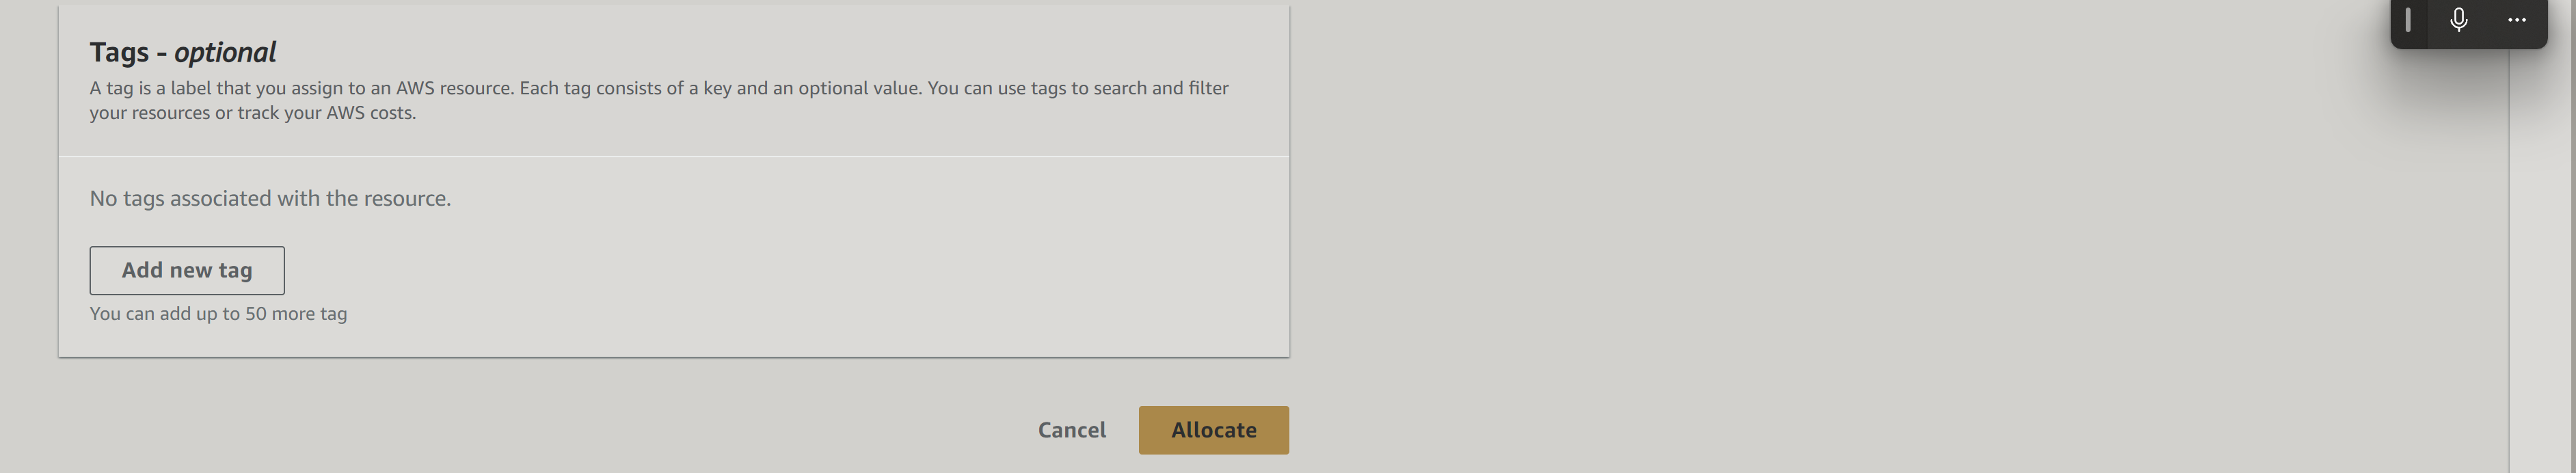 Tags - optional
A tag is a label that you assign to an AWS resource. Each tag consists of a key and an optional value. You can use tags to search and filter
your resources or track your AWS costs.
No tags associated with the resource.
Add new tag
You can add up to 50 more tag
Cancel
Allocate